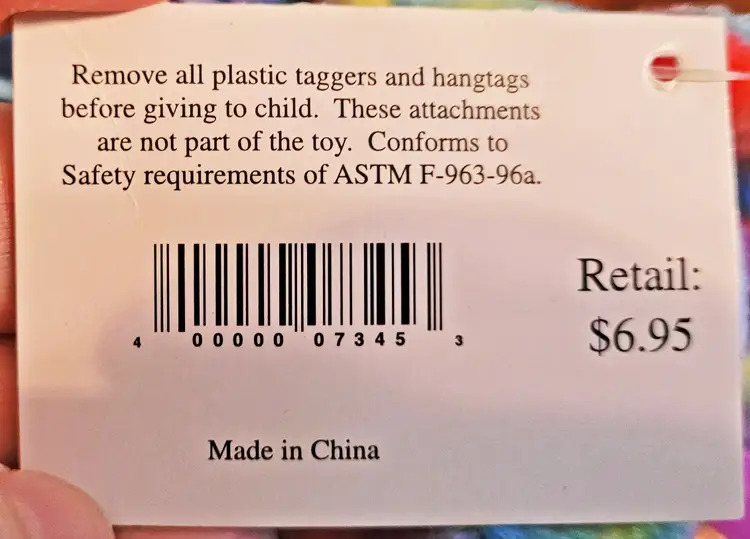 Remove all plastic taggers and hangtags
before giving to child. These attachments
are not part of the toy. Conforms to
Safety requirements of ASTM F-963-96a.
4 00000 07345 3
Retail:
$6.95
Made in China